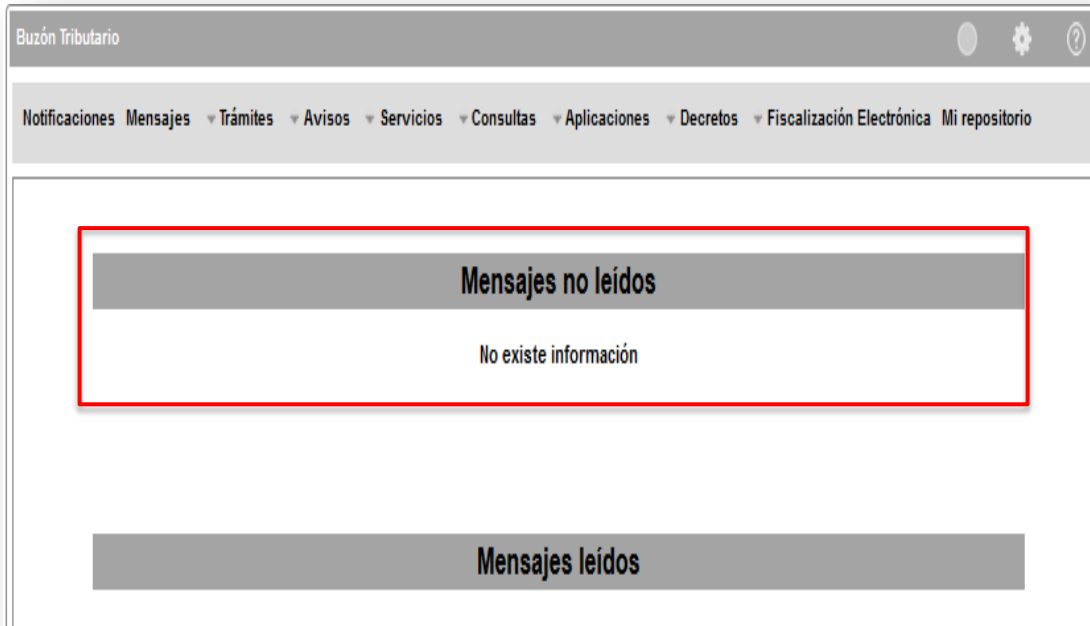 Buzón Tributario
Notificaciones Mensajes Trámites Avisos Servicios Consultas Aplicaciones Decretos Fiscalización Electrónica Mi repositorio
Mensajes no leídos
No existe información
Mensajes leídos